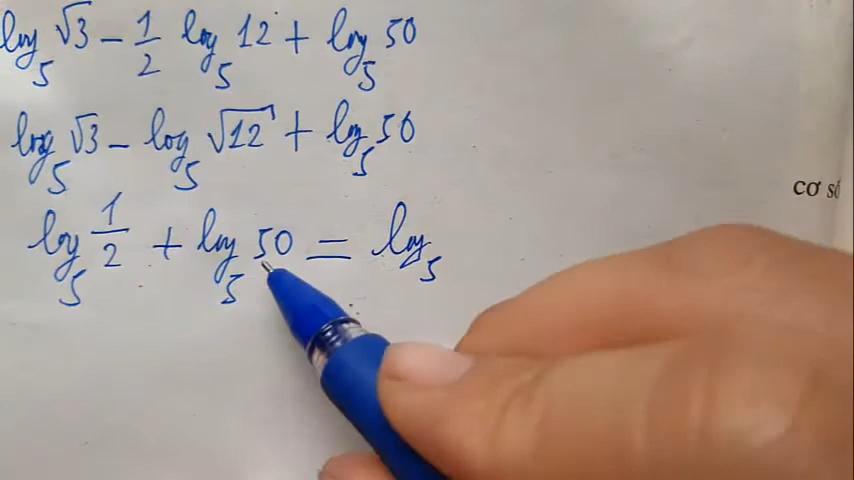 log₅ √3 − 1/2 log₅ 12 + log₅ 50
log₅ √3 − log₅ √12 + log₅ 50
cơ số
log₅ 1/2 + log₅ 50 = log₅